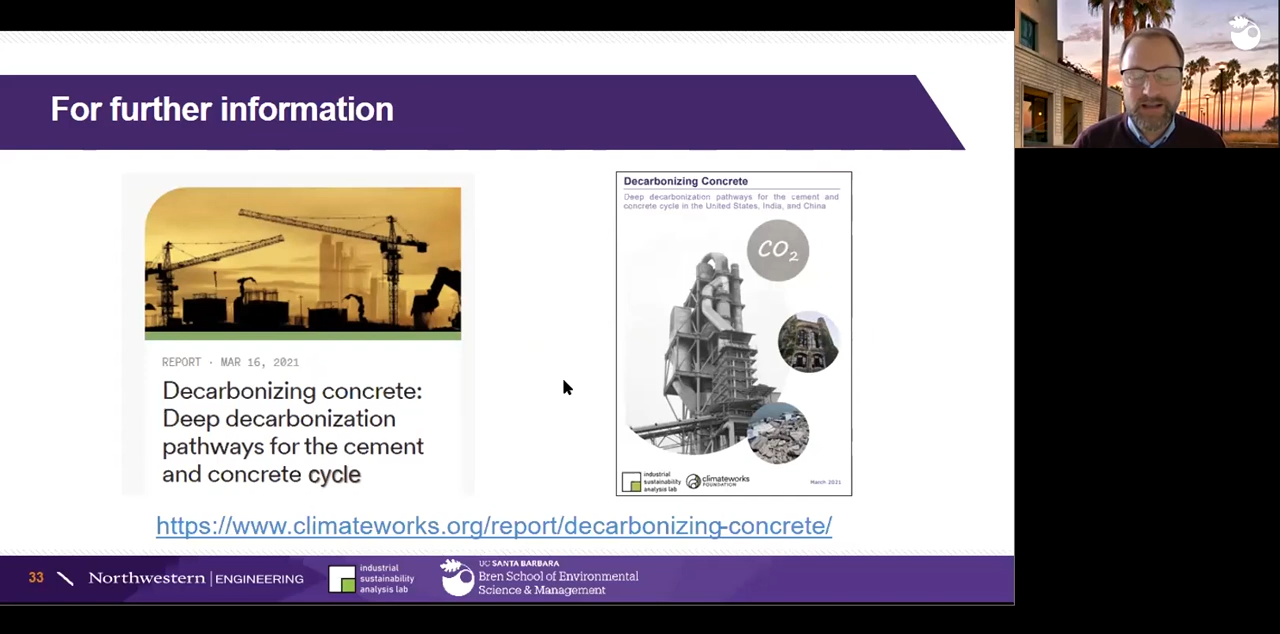 For further information
REPORT · MAR 16, 2021
Decarbonizing concrete:
Deep decarbonization
pathways for the cement
and concrete cycle
Decarbonizing Concrete
Deep decarbonization pathways for the cement and
concrete cycle in the United States, India, and China
CO2
industrial
sustainability
analysis lab
climateworks
FOUNDATION
March 2021
https://www.climateworks.org/report/decarbonizing-concrete/
33
Northwestern | ENGINEERING
industrial
sustainability
analysis lab
UC SANTA BARBARA
Bren School of Environmental
Science & Management